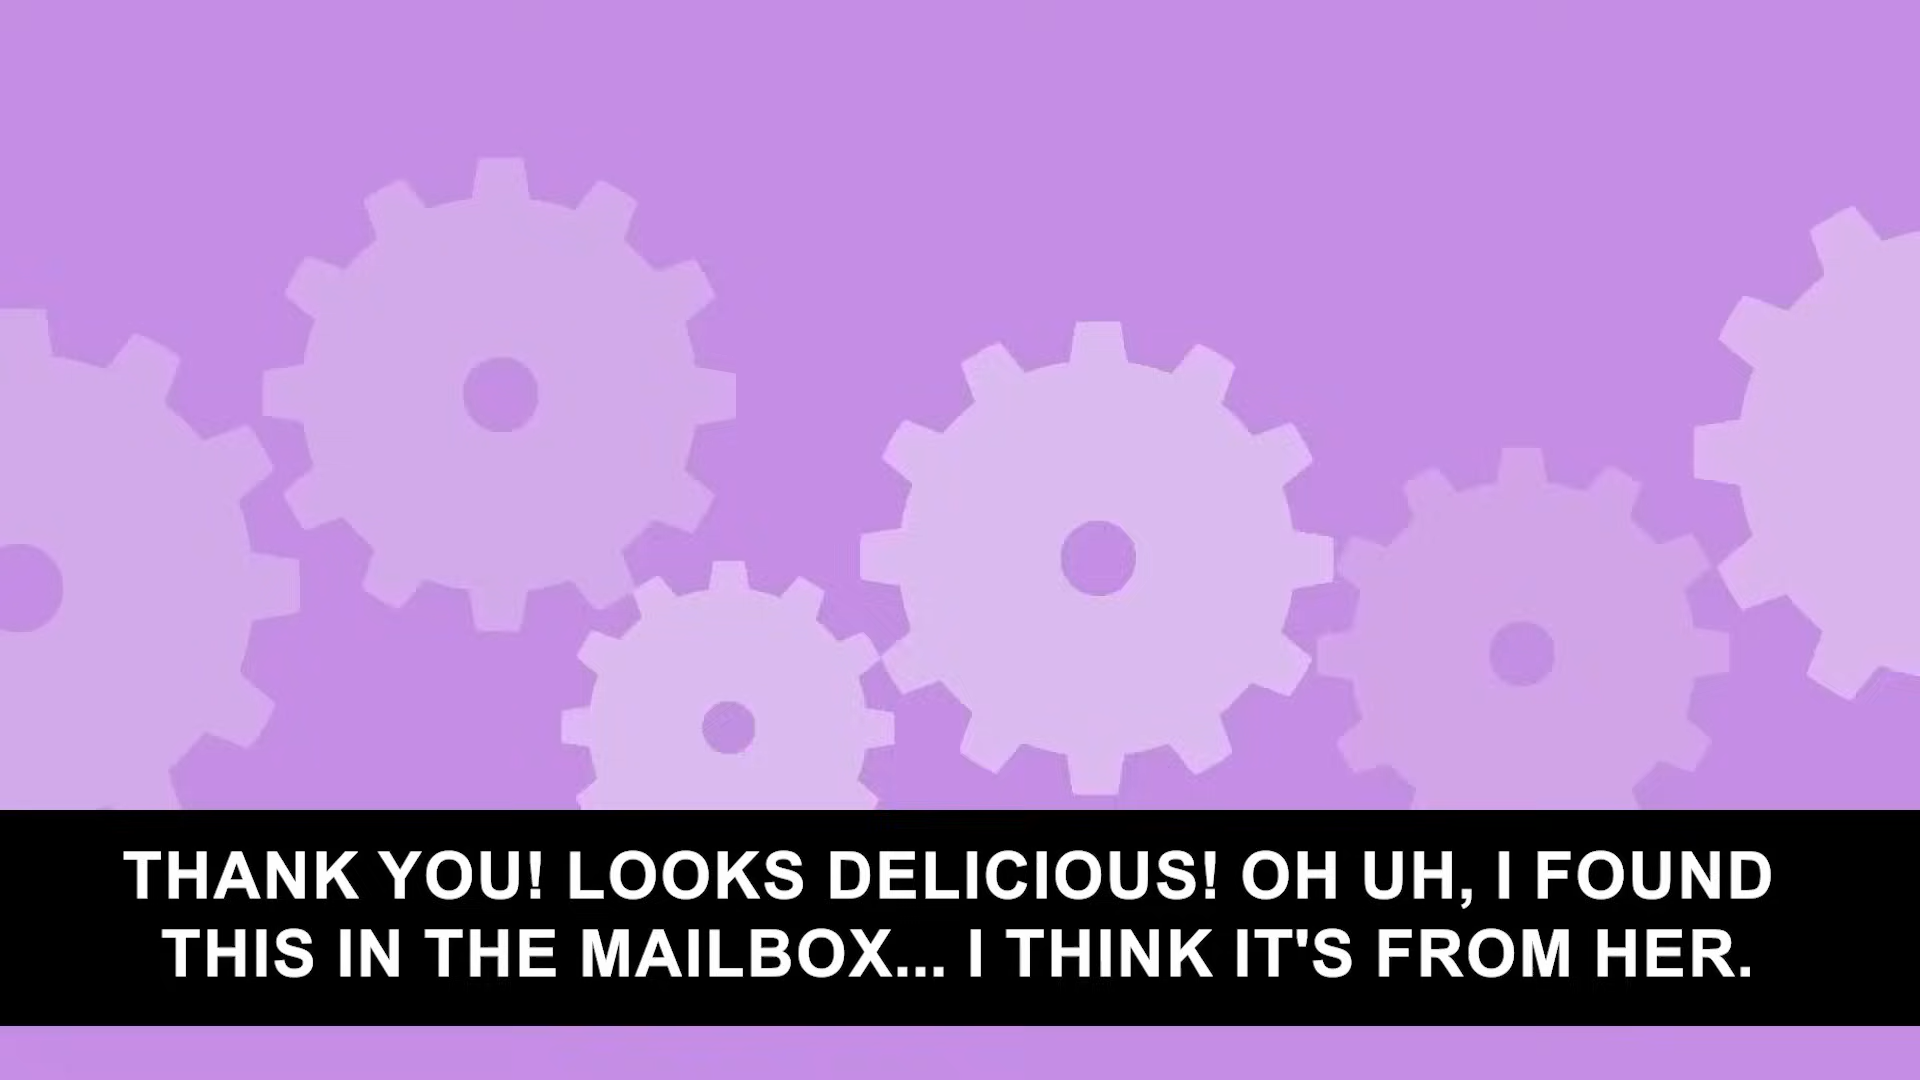 THANK YOU! LOOKS DELICIOUS! OH UH, I FOUND
THIS IN THE MAILBOX... I THINK IT'S FROM HER.